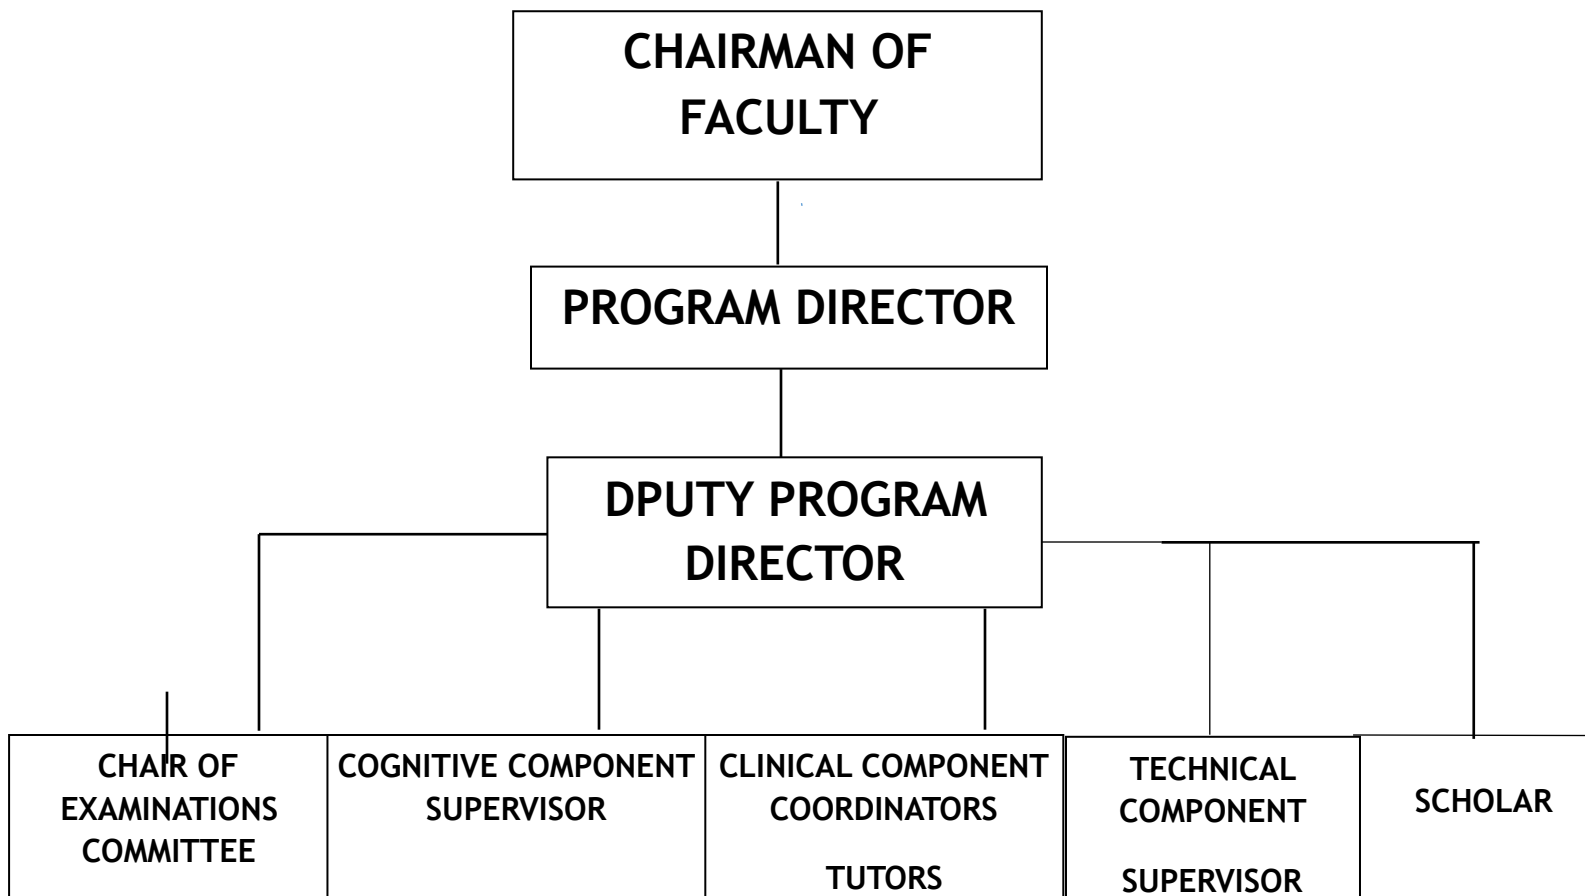 CHAIRMAN OF
FACULTY
PROGRAM DIRECTOR
DPUTY PROGRAM
DIRECTOR
CHAIR OF
EXAMINATIONS
COMMITTEE
COGNITIVE COMPONENT
SUPERVISOR
CLINICAL COMPONENT
COORDINATORS
TUTORS
TECHNICAL
COMPONENT
SUPERVISOR
SCHOLAR